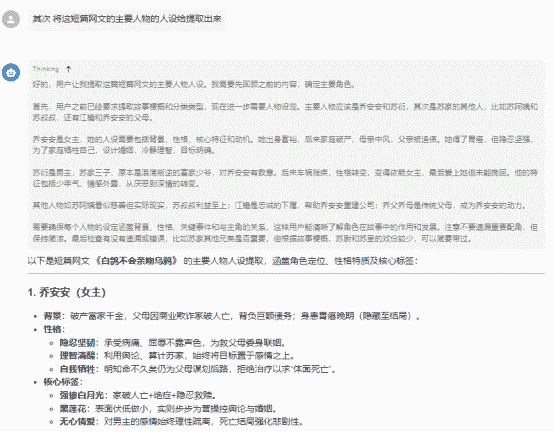 其次 将这短篇网文的主要人物的人设给提取出来
Thinking
好的，用户让我提取这篇短篇网文的主要人物人设。我需要先回顾之前的内容，确定主要角色。
首先，用户之前已经要求提取故事梗概和分类类型，现在进一步需要人物设定。主要人物应该是乔安安和苏衍，其次是苏家的其他人，比如苏阿姨和
苏叔叔，还有江橙和乔安安的父母。
乔安安是女主，她的人设需要包括背景、性格、核心特征和动机。她出身富裕，后来家庭破产，母亲中风，父亲被追债。她得了胃癌，但隐忍坚强，
为了家庭牺牲自己，设计婚姻，冷静理智，目标明确。
苏衍是男主，苏家三子，原本是浪荡叛逆的富家少爷，对乔安安有敌意。后来车祸残疾，性格转变，变得依赖女主，最后爱上她但未能挽回。他的特
征包括少年气、情感外露，从厌恶到深情的转变。
其他人物如苏阿姨看似慈善但实际现实，苏叔叔利益至上；江橙是忠诚的下属，帮助乔安安重建公司；乔父乔母是传统父母，成为乔安安的动力。
需要确保每个人物的设定涵盖背景、性格、关键事件和与主角的关系，这样用户能清晰了解角色在故事中的作用和发展。注意不要遗漏重要配角，但
保持简洁。最后检查有没有遗漏或错误，比如苏家其他兄弟是否重要，但根据故事梗概，苏尉和苏星的戏份较少，可以简要带过。
以下是短篇网文 《白鸽不会亲吻乌鸦》 的主要人物人设提取，涵盖角色定位、性格特质及核心标签：
1. 乔安安（女主）
背景：破产富家千金，父母因商业欺诈家破人亡，背负巨额债务；身患胃癌晚期（隐瞒至结局）。
性格：
隐忍坚韧：承受病痛、屈辱不露声色，为救父母委身联姻。
理智清醒：利用舆论、算计苏家，始终将目标置于感情之上。
自我牺牲：明知命不久矣仍为父母谋划后路，拒绝治疗以求“体面死亡”。
核心标签：
强惨白月光：家破人亡+绝症+隐忍救赎。
黑莲花：表面伏低做小，实则步步为营操控舆论与婚姻。
无心情爱：对男主的感情始终理性疏离，死亡结局强化悲剧性。